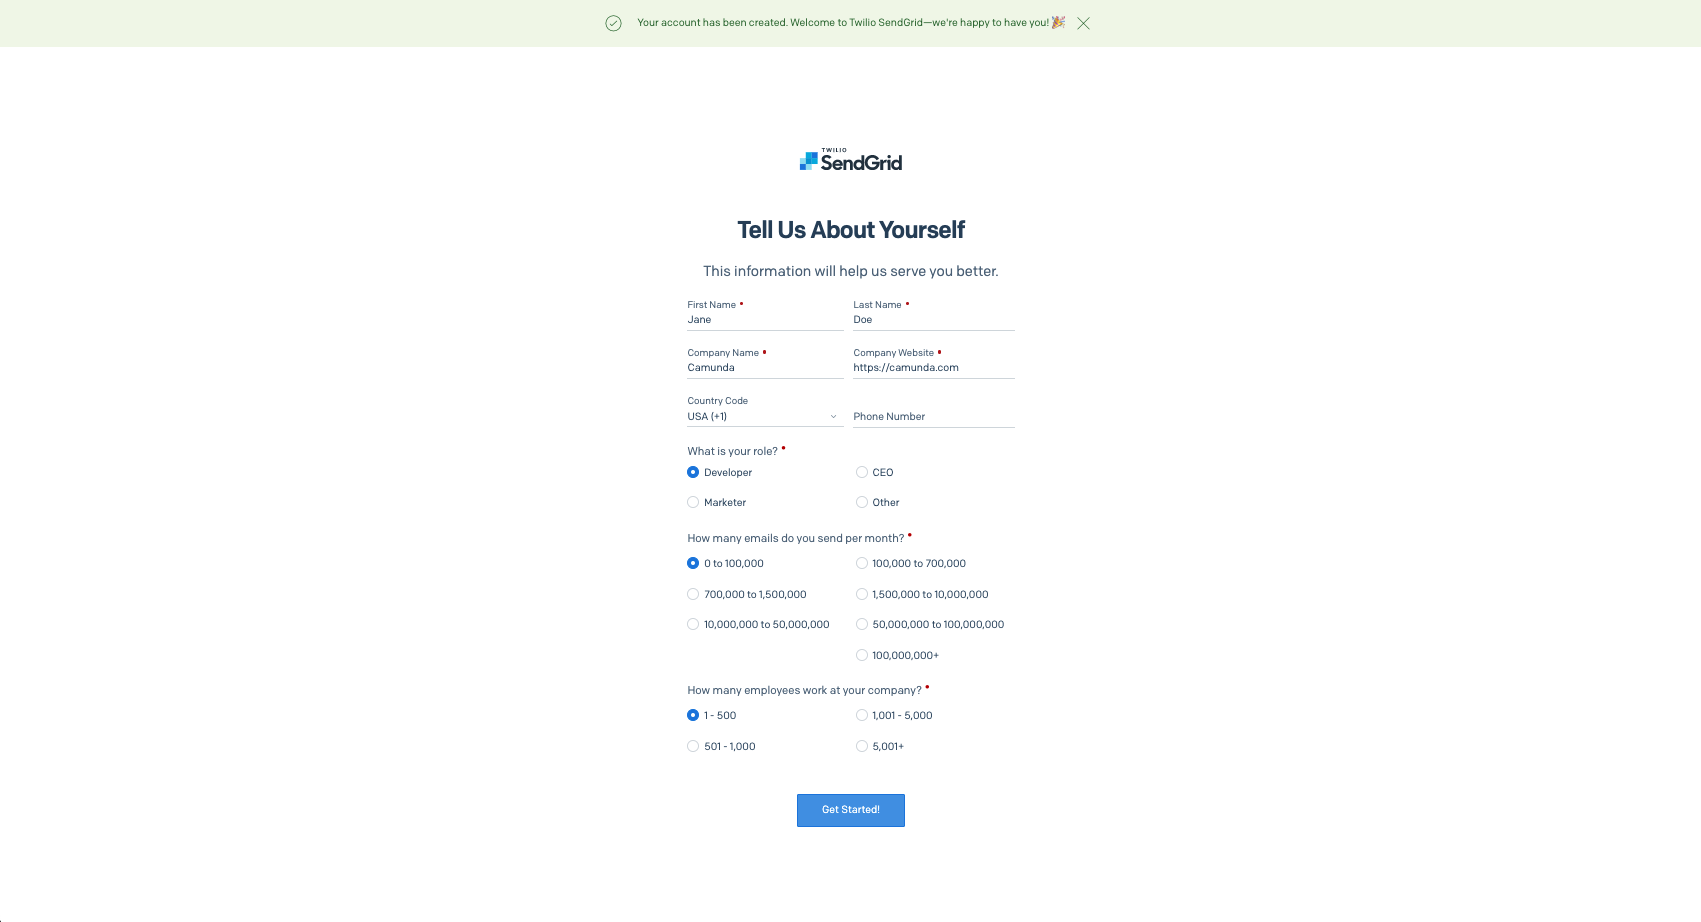 Your account has been created. Welcome to Twilio SendGrid—we're happy to have you! 🎉
TWILIO
SendGrid
Tell Us About Yourself
This information will help us serve you better.
First Name • Last Name •
Jane Doe
Company Name • Company Website •
Camunda https://camunda.com
Country Code
USA (+1) Phone Number
What is your role? •
Developer CEO
Marketer Other
How many emails do you send per month? •
0 to 100,000 100,000 to 700,000
700,000 to 1,500,000 1,500,000 to 10,000,000
10,000,000 to 50,000,000 50,000,000 to 100,000,000
100,000,000+
How many employees work at your company? •
1 - 500 1,001 - 5,000
501 - 1,000 5,001+
Get Started!